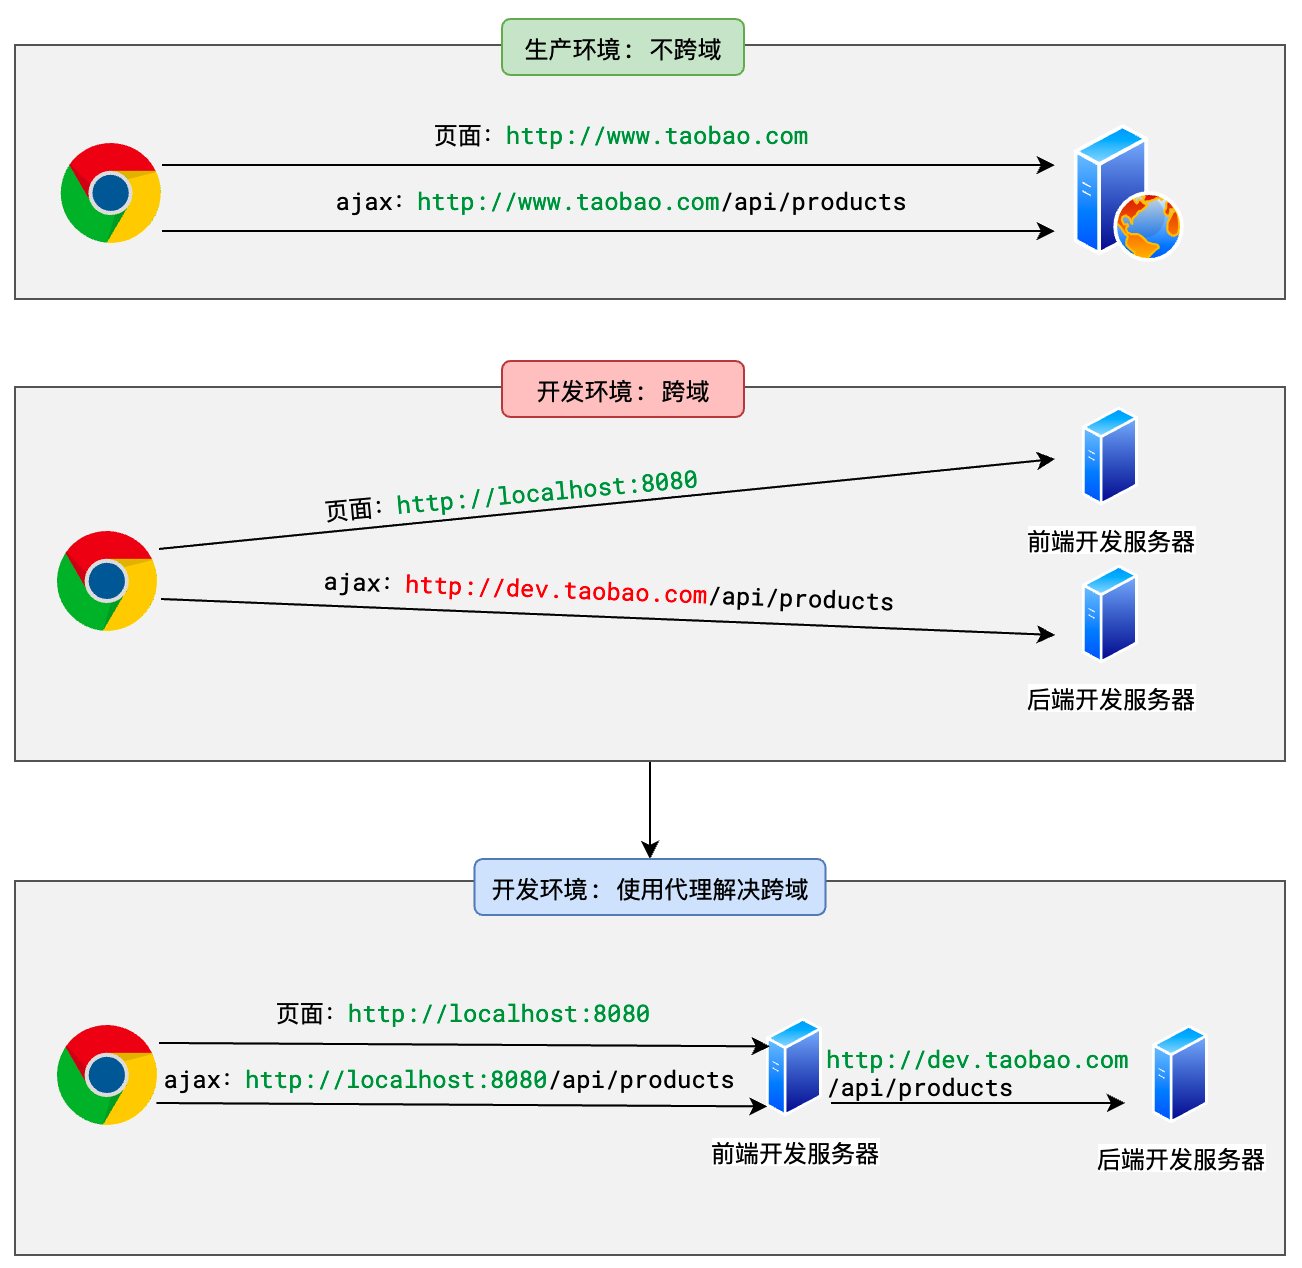 生产环境：不跨域
页面：http://www.taobao.com
ajax：http://www.taobao.com/api/products
开发环境：跨域
页面：http://localhost:8080
前端开发服务器
ajax：http://dev.taobao.com/api/products
后端开发服务器
开发环境：使用代理解决跨域
页面：http://localhost:8080
ajax：http://localhost:8080/api/products
http://dev.taobao.com
/api/products
前端开发服务器
后端开发服务器